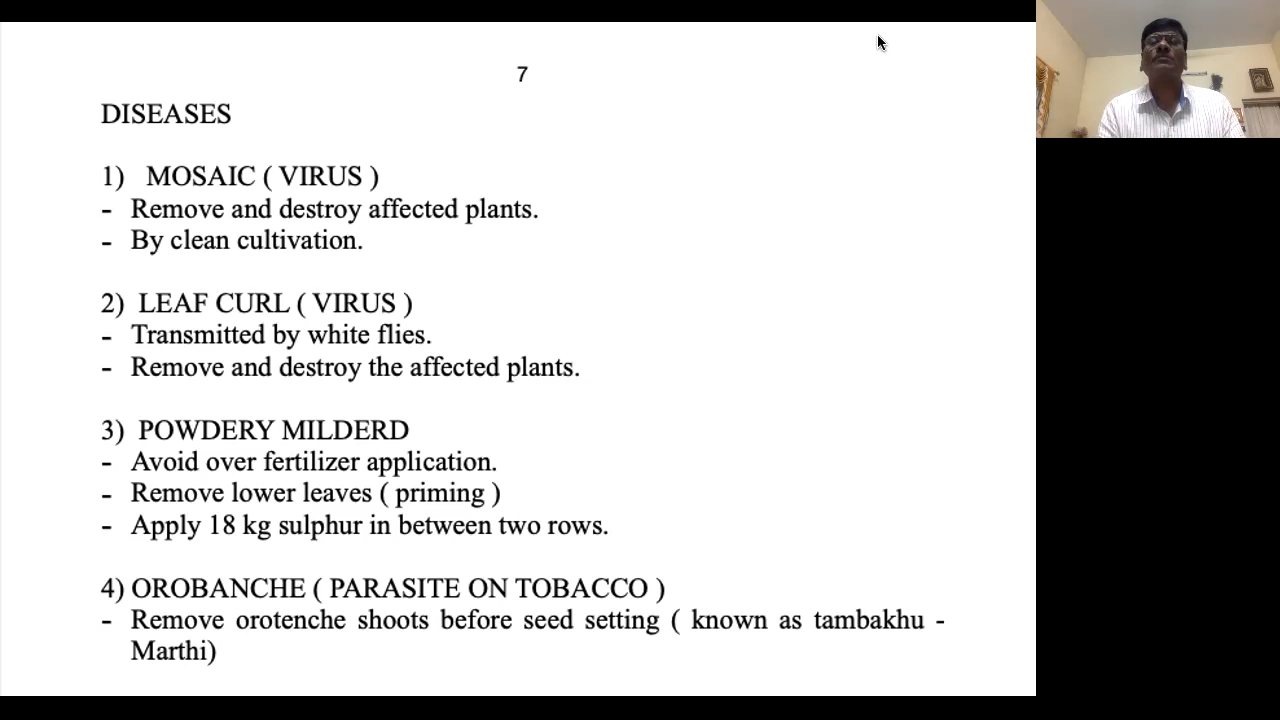 7
DISEASES
1) MOSAIC ( VIRUS )
- Remove and destroy affected plants.
- By clean cultivation.
2) LEAF CURL ( VIRUS )
- Transmitted by white flies.
- Remove and destroy the affected plants.
3) POWDERY MILDERD
- Avoid over fertilizer application.
- Remove lower leaves ( priming )
- Apply 18 kg sulphur in between two rows.
4) OROBANCHE ( PARASITE ON TOBACCO )
- Remove orotenche shoots before seed setting ( known as tambakhu -
Marthi)